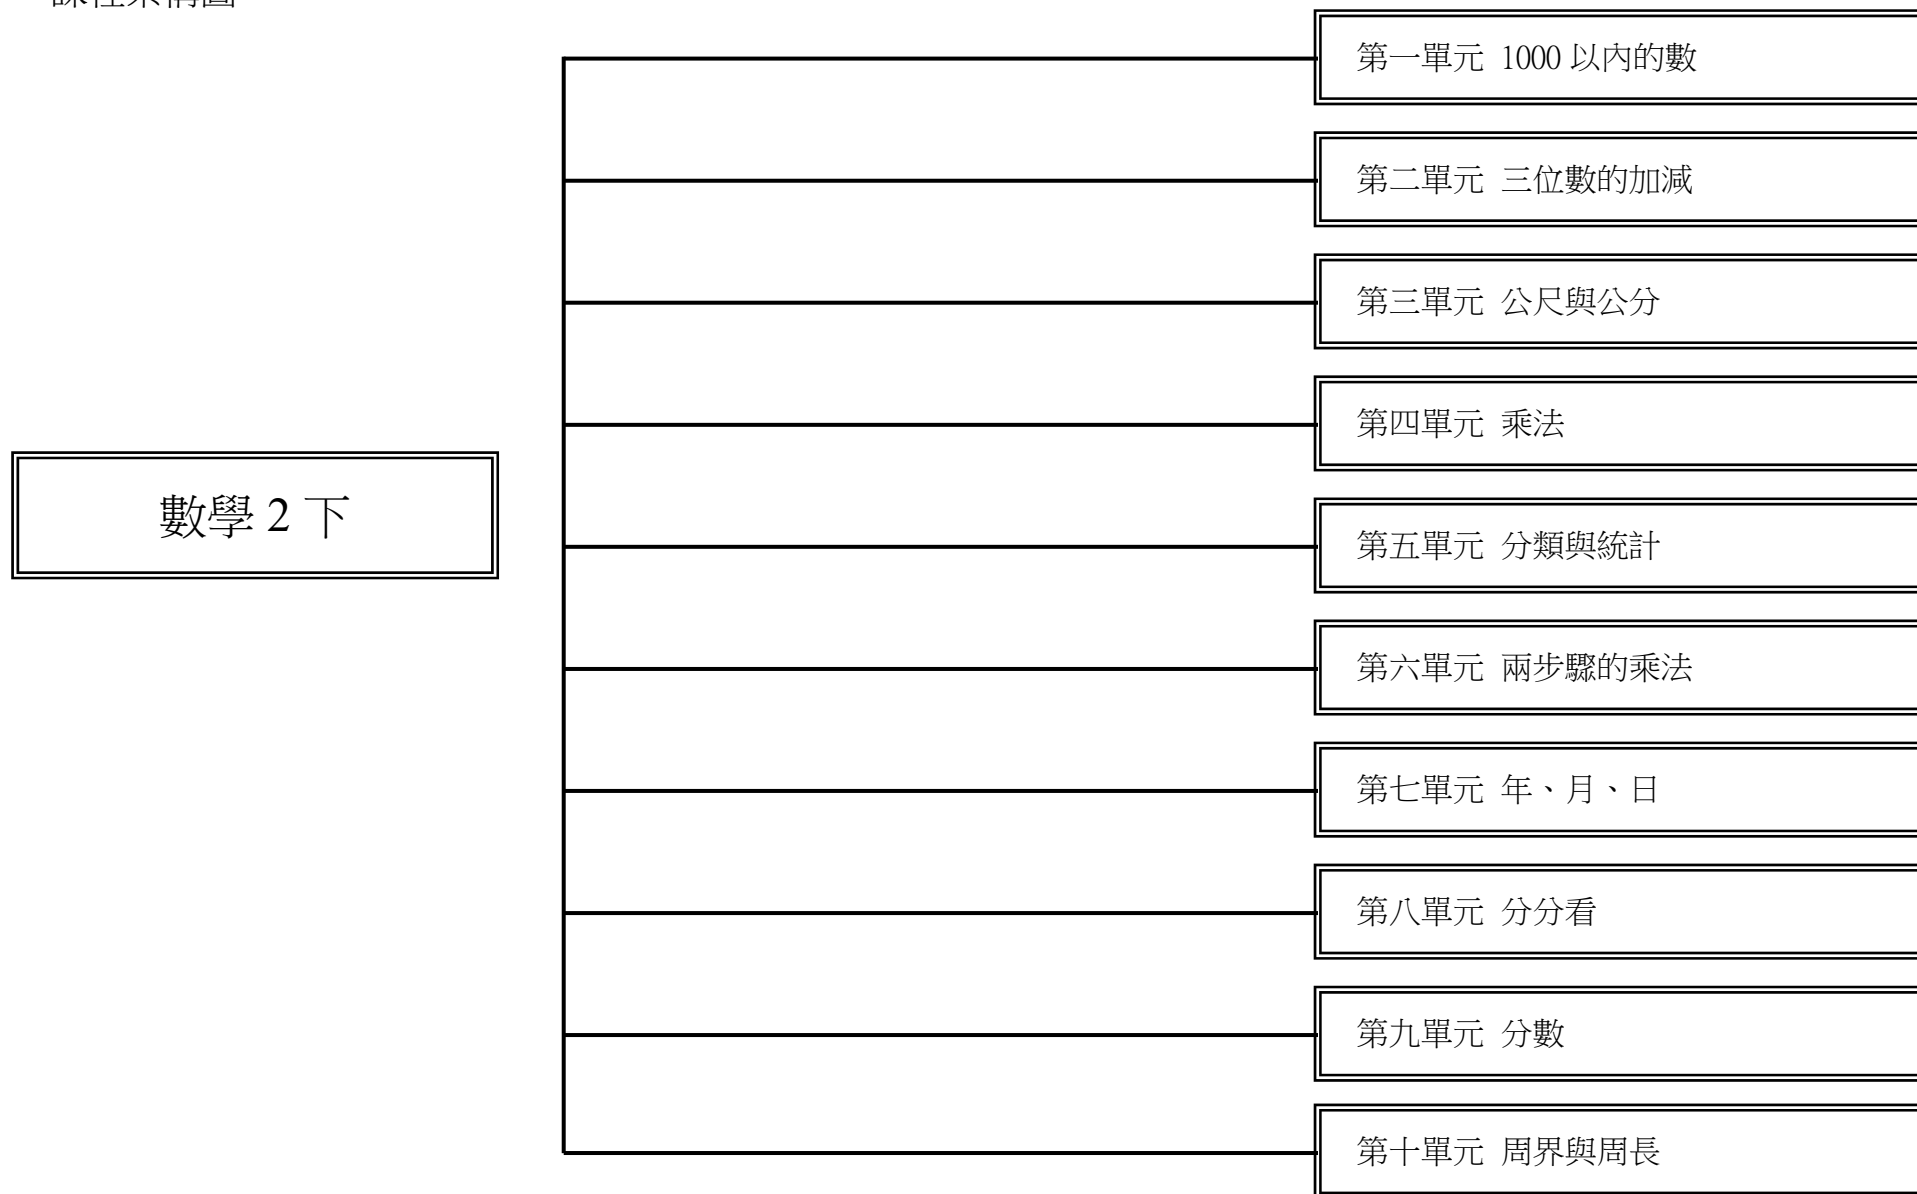 第一單元 1000 以內的數
第二單元 三位數的加減
第三單元 公尺與公分
第四單元 乘法
數學 2 下
第五單元 分類與統計
第六單元 兩步驟的乘法
第七單元 年、月、日
第八單元 分分看
第九單元 分數
第十單元 周界與周長